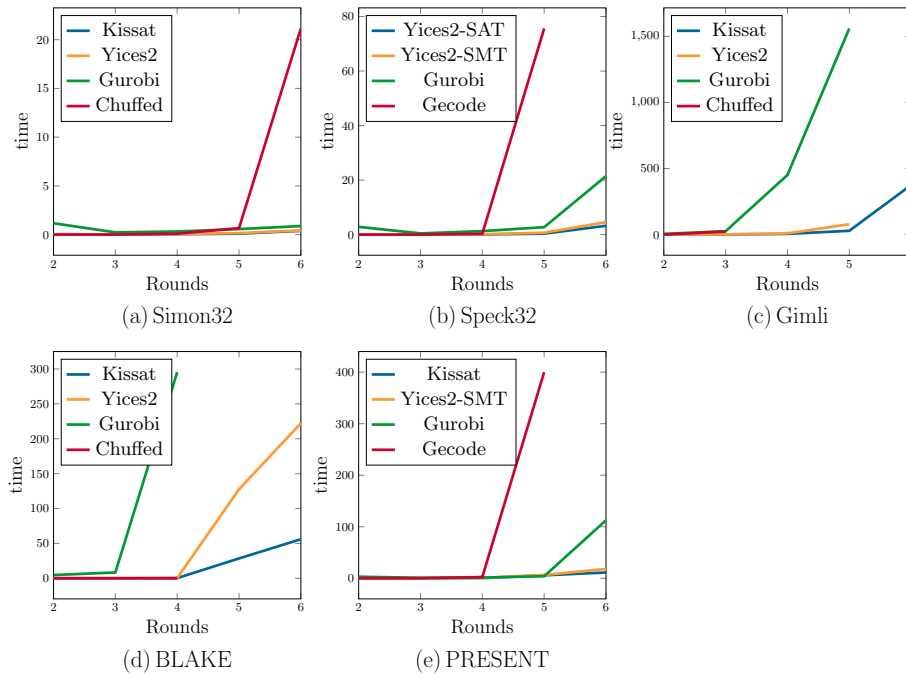 Kissat
Yices2
Gurobi
Chuffed
time
20
15
10
5
0
2 3 4 5 6
Rounds
(a) Simon32
Yices2-SAT
Yices2-SMT
Gurobi
Gecode
time
80
60
40
20
0
2 3 4 5 6
Rounds
(b) Speck32
Kissat
Yices2
Gurobi
Chuffed
time
1,500
1,000
500
0
2 3 4 5
Rounds
(c) Gimli
Kissat
Yices2
Gurobi
Chuffed
time
300
250
200
150
100
50
0
2 3 4 5 6
Rounds
(d) BLAKE
Kissat
Yices2-SMT
Gurobi
Gecode
time
400
300
200
100
0
2 3 4 5 6
Rounds
(e) PRESENT